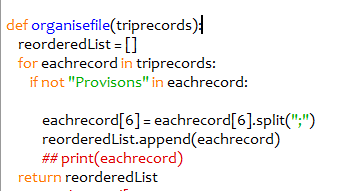 def organisefile(triprecords):
reorderedList = []
for eachrecord in triprecords:
if not "Provisons" in eachrecord:
eachrecord[6] = eachrecord[6].split(";")
reorderedList.append(eachrecord)
## print(eachrecord)
return reorderedList